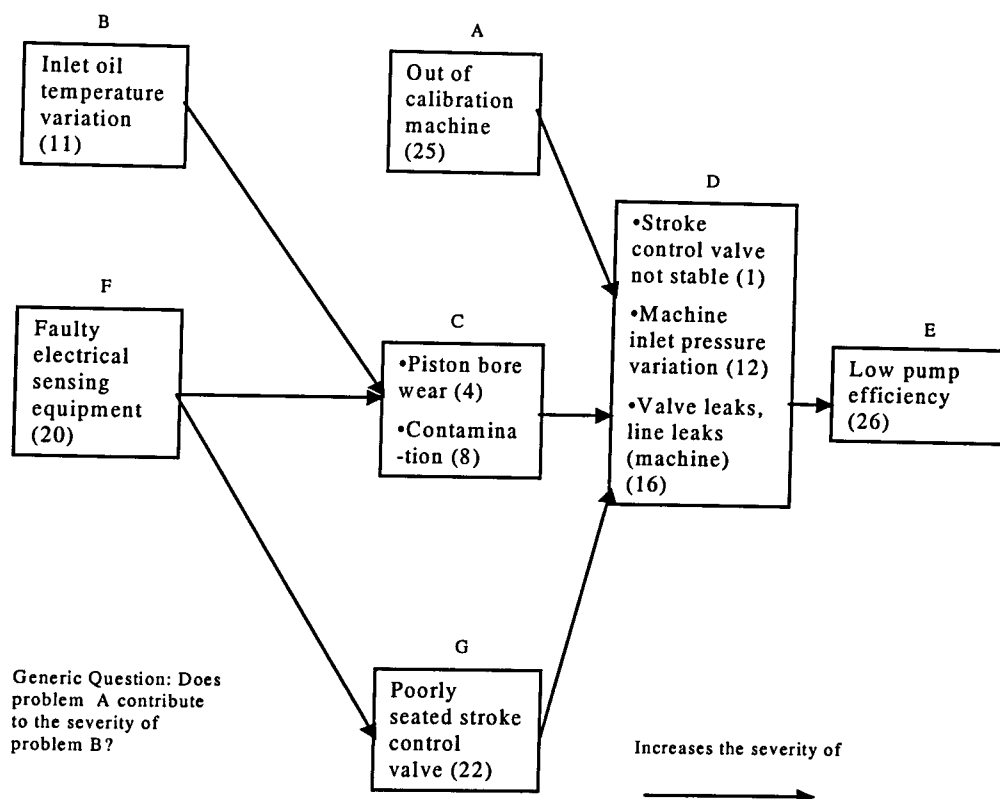 B
Inlet oil
temperature
variation
(11)
A
Out of
calibration
machine
(25)
D
•Stroke
control valve
not stable (1)
•Machine
inlet pressure
variation (12)
•Valve leaks,
line leaks
(machine)
(16)
F
Faulty
electrical
sensing
equipment
(20)
C
•Piston bore
wear (4)
•Contamina
-tion (8)
E
Low pump
efficiency
(26)
G
Poorly
seated stroke
control
valve (22)
Generic Question: Does
problem A contribute
to the severity of
problem B?
Increases the severity of